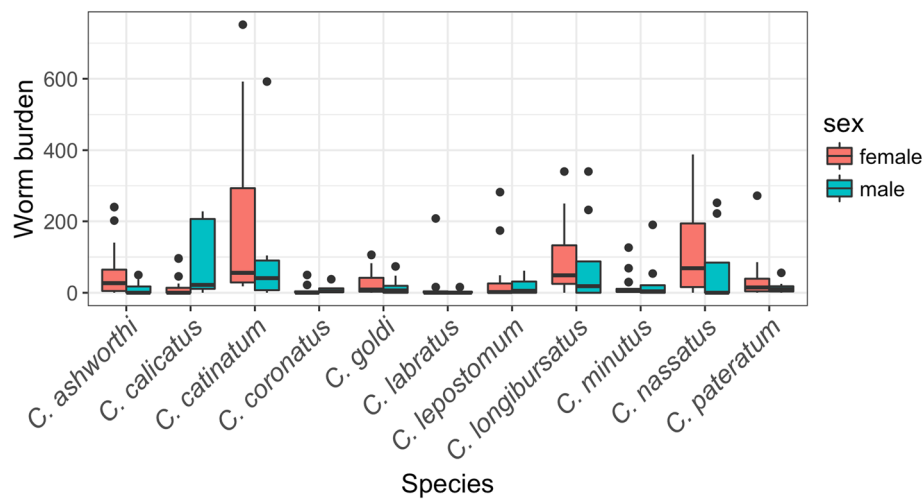 Worm burden
600
400
200
0
C. ashworthi
C. calicatus
C. catinatum
C. coronatus
C. goldi
C. labratus
C. lepostomum
C. longibursatus
C. minutus
C. nassatus
C. pateratum
Species
sex
female
male